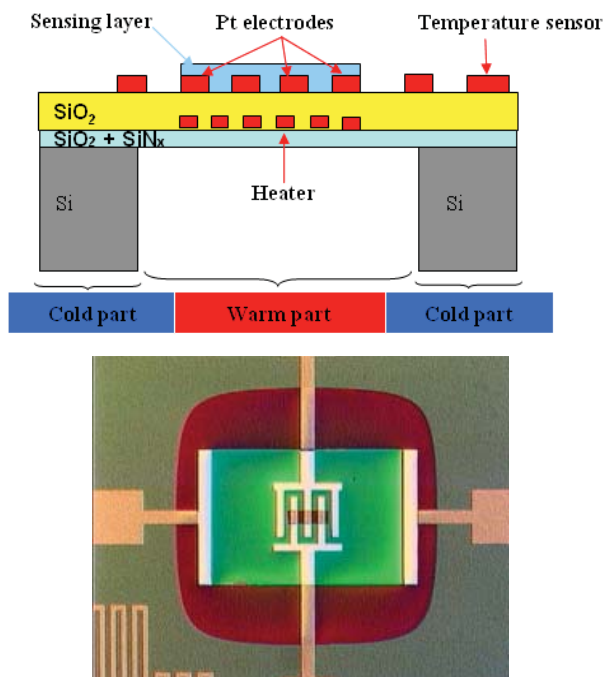 Sensing layer Pt electrodes Temperature sensor
SiO₂
SiO₂ + SiNₓ
Si Heater Si
Cold part Warm part Cold part